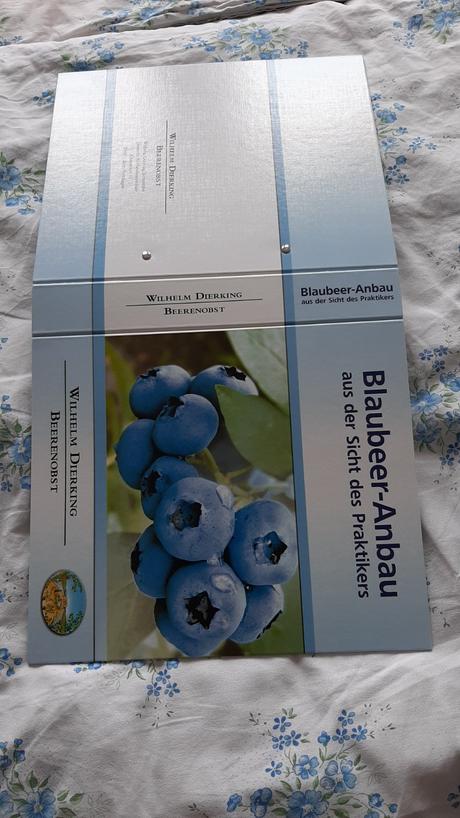 Blaubeer-Anbau
aus der Sicht des Praktikers
WILHELM DIERKING
BEERENOBST
WILHELM DIERKING
BEERENOBST
Blaubeer-Anbau
aus der Sicht des Praktikers
WILHELM DIERKING
BEERENOBST